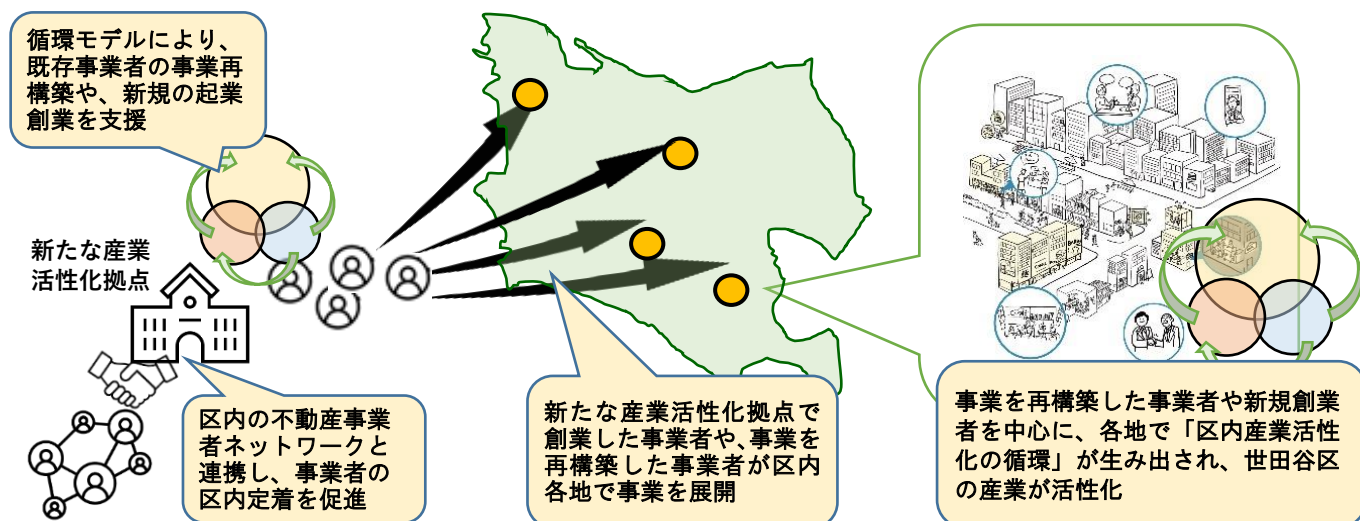 循環モデルにより、
既存事業者の事業再
構築や、新規の起業
創業を支援
新たな産業
活性化拠点
区内の不動産事業
者ネットワークと
連携し、事業者の
区内定着を促進
新たな産業活性化拠点で
創業した事業者や、事業を
再構築した事業者が区内
各地で事業を展開
事業を再構築した事業者や新規創業
者を中心に、各地で「区内産業活性
化の循環」が生み出され、世田谷区
の産業が活性化